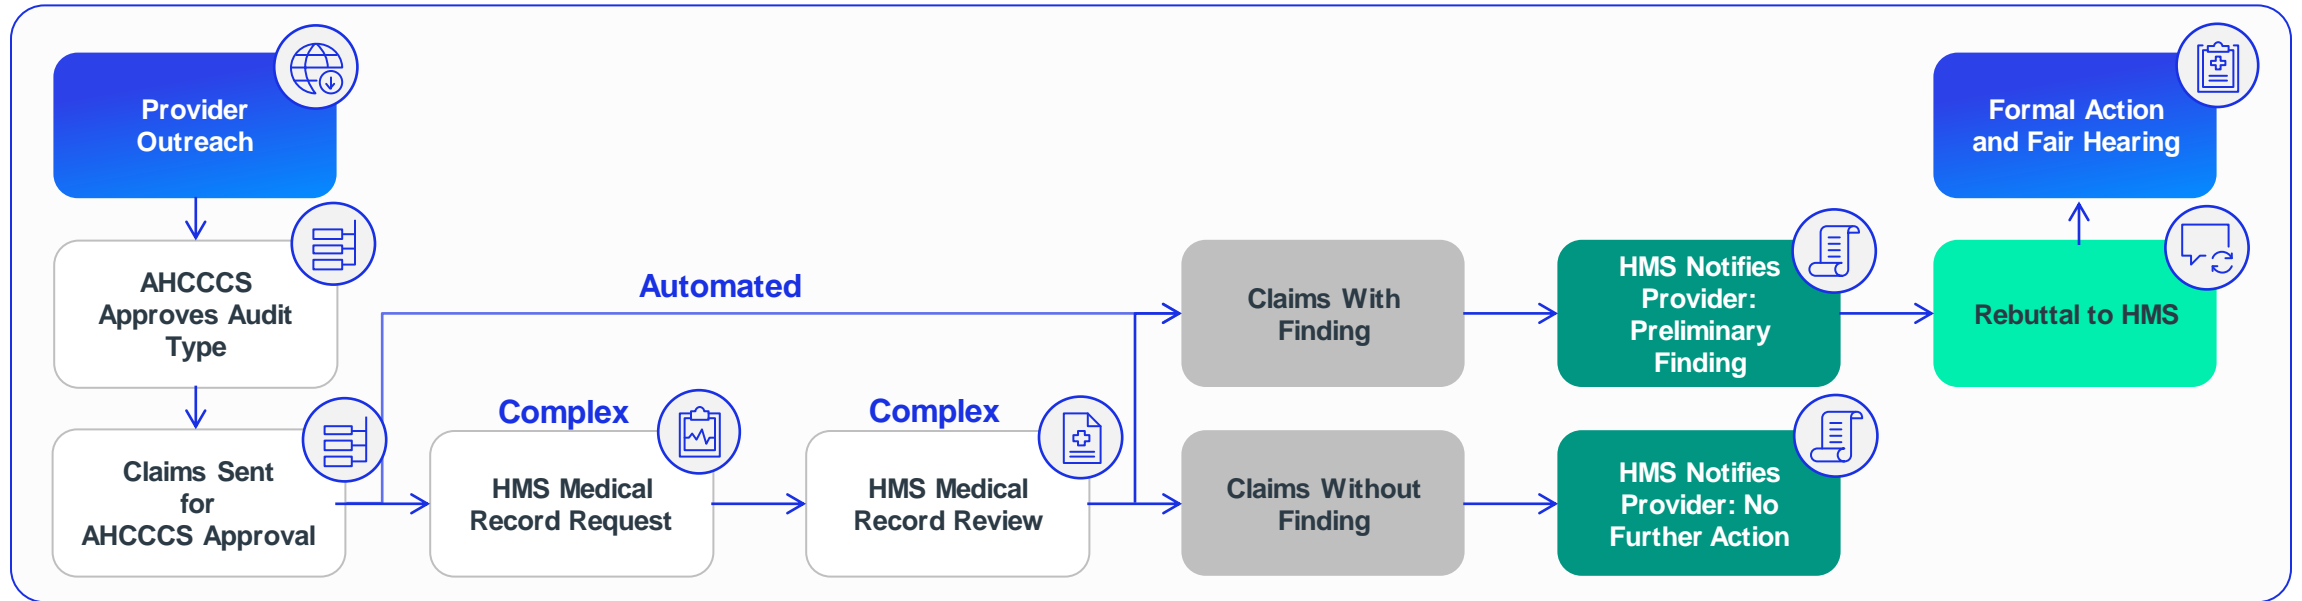 Provider
Outreach
AHCCCS
Approves Audit
Type
Claims Sent
for
AHCCCS Approval
Automated
Complex
HMS Medical
Record Request
Complex
HMS Medical
Record Review
Claims With
Finding
Claims Without
Finding
HMS Notifies
Provider:
Preliminary
Finding
HMS Notifies
Provider: No
Further Action
Rebuttal to HMS
Formal Action
and Fair Hearing